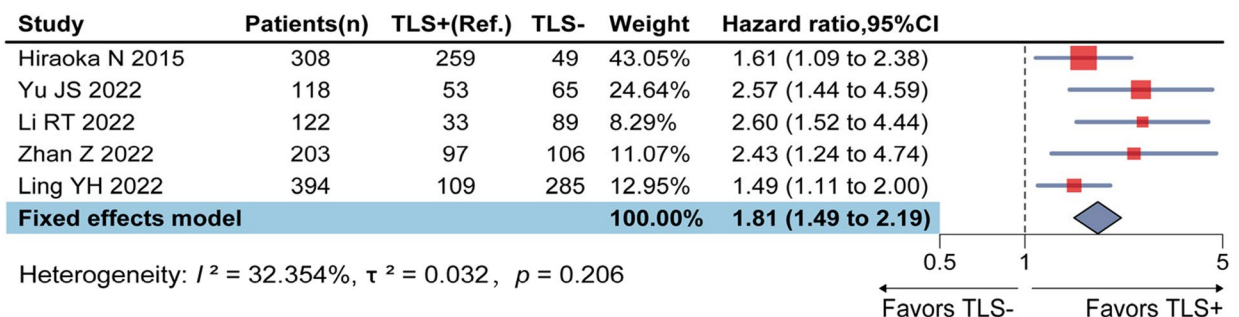 Study Patients(n) TLS+(Ref.) TLS- Weight Hazard ratio,95%CI
Hiraoka N 2015 308 259 49 43.05% 1.61 (1.09 to 2.38)
Yu JS 2022 118 53 65 24.64% 2.57 (1.44 to 4.59)
Li RT 2022 122 33 89 8.29% 2.60 (1.52 to 4.44)
Zhan Z 2022 203 97 106 11.07% 2.43 (1.24 to 4.74)
Ling YH 2022 394 109 285 12.95% 1.49 (1.11 to 2.00)
Fixed effects model 100.00% 1.81 (1.49 to 2.19)
0.5 1 5
Heterogeneity: I ² = 32.354%, τ ² = 0.032, p = 0.206
Favors TLS- Favors TLS+